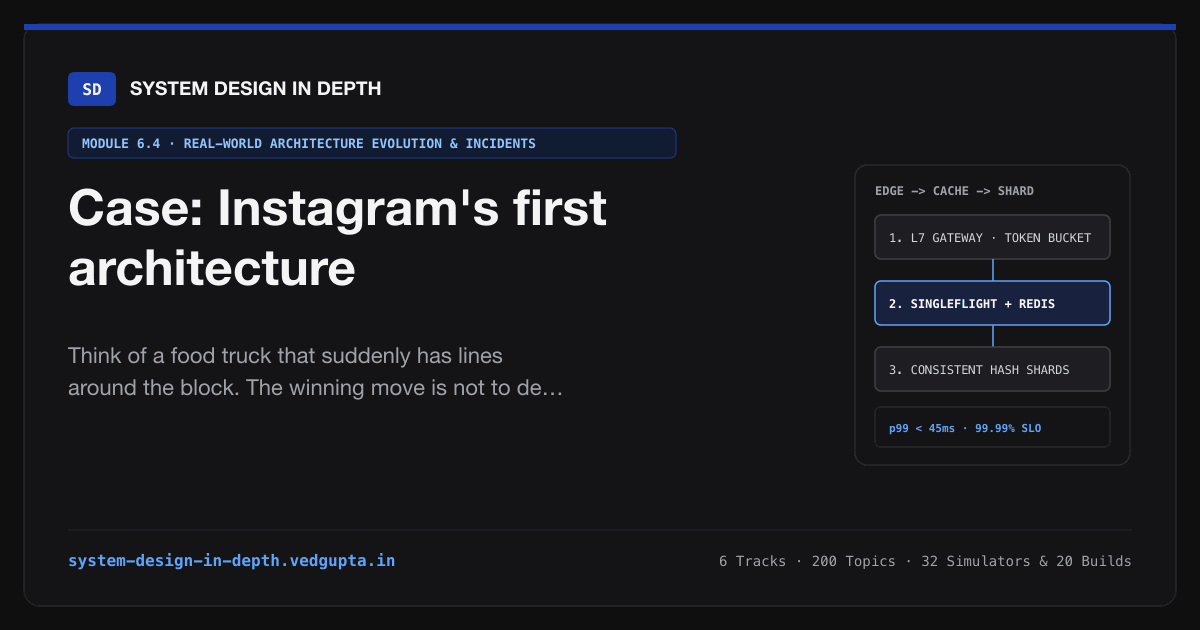 SD
SYSTEM DESIGN IN DEPTH
MODULE 6.4 · REAL-WORLD ARCHITECTURE EVOLUTION & INCIDENTS
Case: Instagram's first
architecture
Think of a food truck that suddenly has lines
around the block. The winning move is not to de…
EDGE -> CACHE -> SHARD
1. L7 GATEWAY · TOKEN BUCKET
2. SINGLEFLIGHT + REDIS
3. CONSISTENT HASH SHARDS
p99 < 45ms · 99.99% SLO
system-design-in-depth.vedgupta.in
6 Tracks · 200 Topics · 32 Simulators & 20 Builds